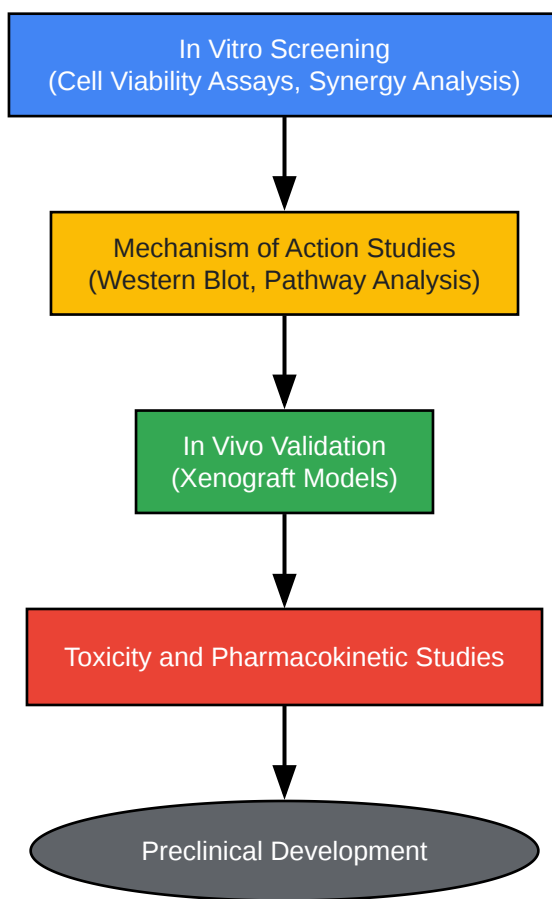 In Vitro Screening
(Cell Viability Assays, Synergy Analysis)
Mechanism of Action Studies
(Western Blot, Pathway Analysis)
In Vivo Validation
(Xenograft Models)
Toxicity and Pharmacokinetic Studies
Preclinical Development